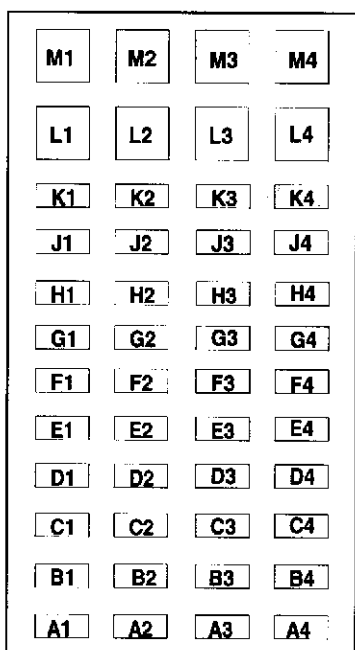 M1 M2 M3 M4
L1 L2 L3 L4
K1 K2 K3 K4
J1 J2 J3 J4
H1 H2 H3 H4
G1 G2 G3 G4
F1 F2 F3 F4
E1 E2 E3 E4
D1 D2 D3 D4
C1 C2 C3 C4
B1 B2 B3 B4
A1 A2 A3 A4